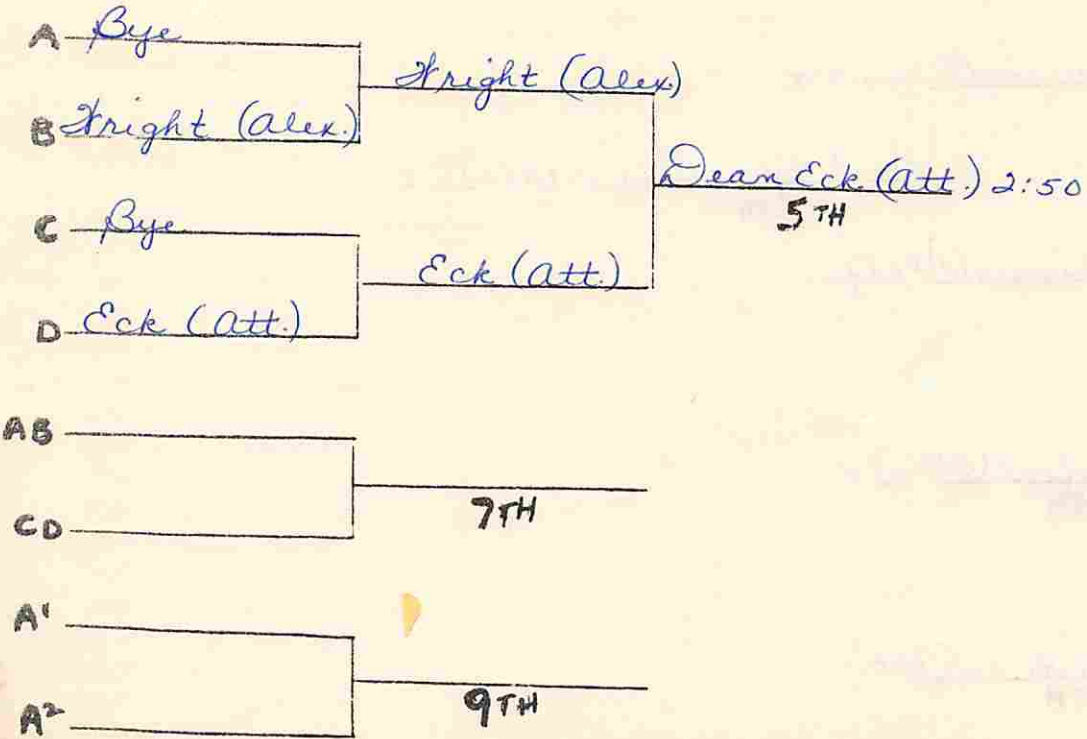 A Bye
Wright (Alex.)
B Wright (Alex.)
Dean Eck (Att.) 2:50
5TH
C Bye
Eck (Att.)
D Eck (Att.)
AB
7TH
CD
A¹
9TH
A²